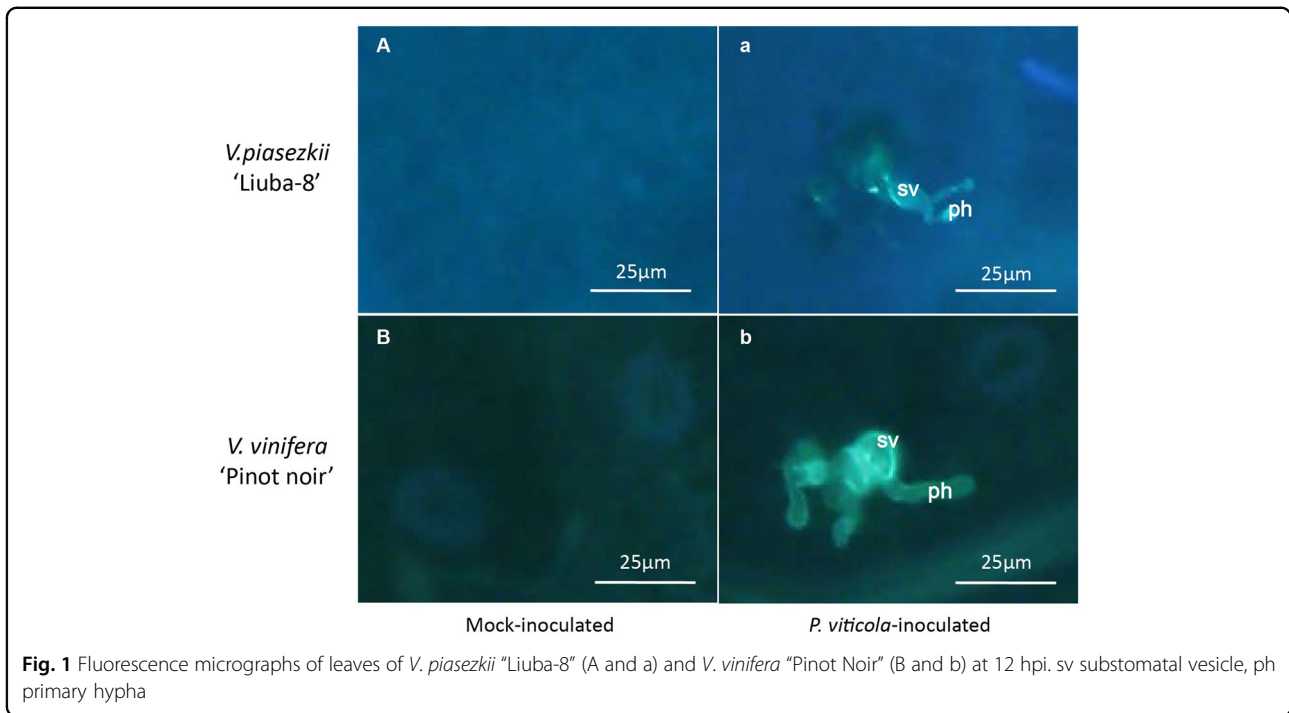 A
a
V.piasezkii
'Liuba-8'
sv
ph
25μm
25μm
B
b
V. vinifera
'Pinot noir'
sv
ph
25μm
25μm
Mock-inoculated
P. viticola-inoculated
Fig. 1 Fluorescence micrographs of leaves of V. piasezkii "Liuba-8" (A and a) and V. vinifera "Pinot Noir" (B and b) at 12 hpi. sv substomatal vesicle, ph
primary hypha